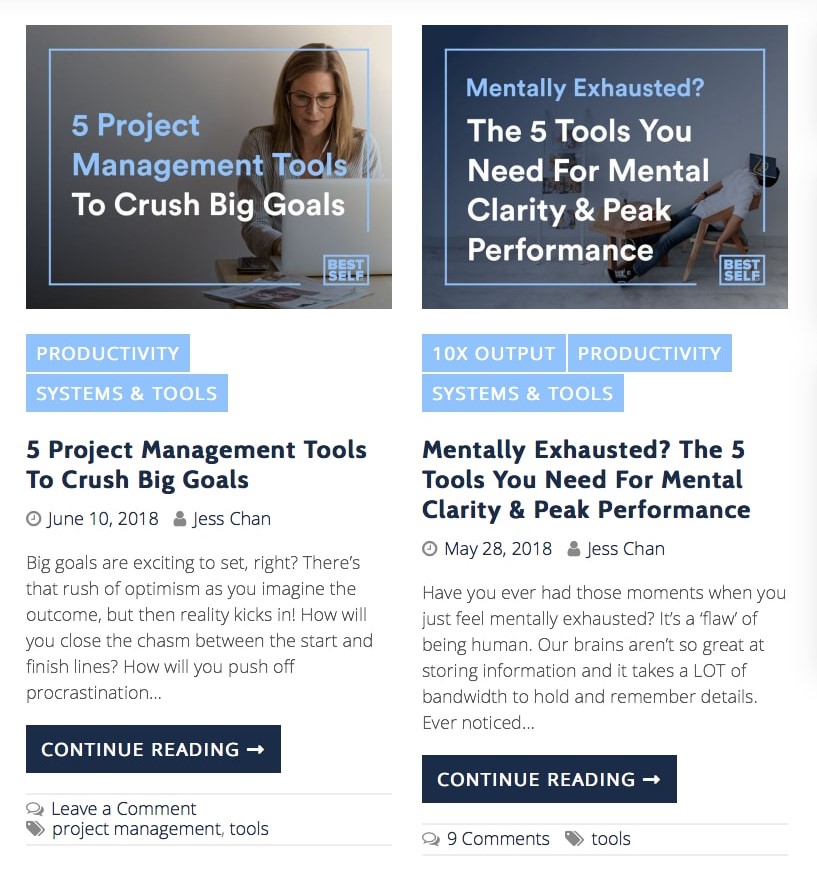 5 Project
Management Tools
To Crush Big Goals
BEST
SELF
PRODUCTIVITY
SYSTEMS & TOOLS
5 Project Management Tools
To Crush Big Goals
June 10, 2018 Jess Chan
Big goals are exciting to set, right? There’s
that rush of optimism as you imagine the
outcome, but then reality kicks in! How will
you close the chasm between the start and
finish lines? How will you push off
procrastination...
CONTINUE READING →
Leave a Comment
project management, tools
Mentally Exhausted?
The 5 Tools You
Need For Mental
Clarity & Peak
Performance
BEST
SELF
10X OUTPUT PRODUCTIVITY
SYSTEMS & TOOLS
Mentally Exhausted? The 5
Tools You Need For Mental
Clarity & Peak Performance
May 28, 2018 Jess Chan
Have you ever had those moments when you
just feel mentally exhausted? It’s a ‘flaw’ of
being human. Our brains aren’t so great at
storing information and it takes a LOT of
bandwidth to hold and remember details.
Ever noticed...
CONTINUE READING →
9 Comments tools